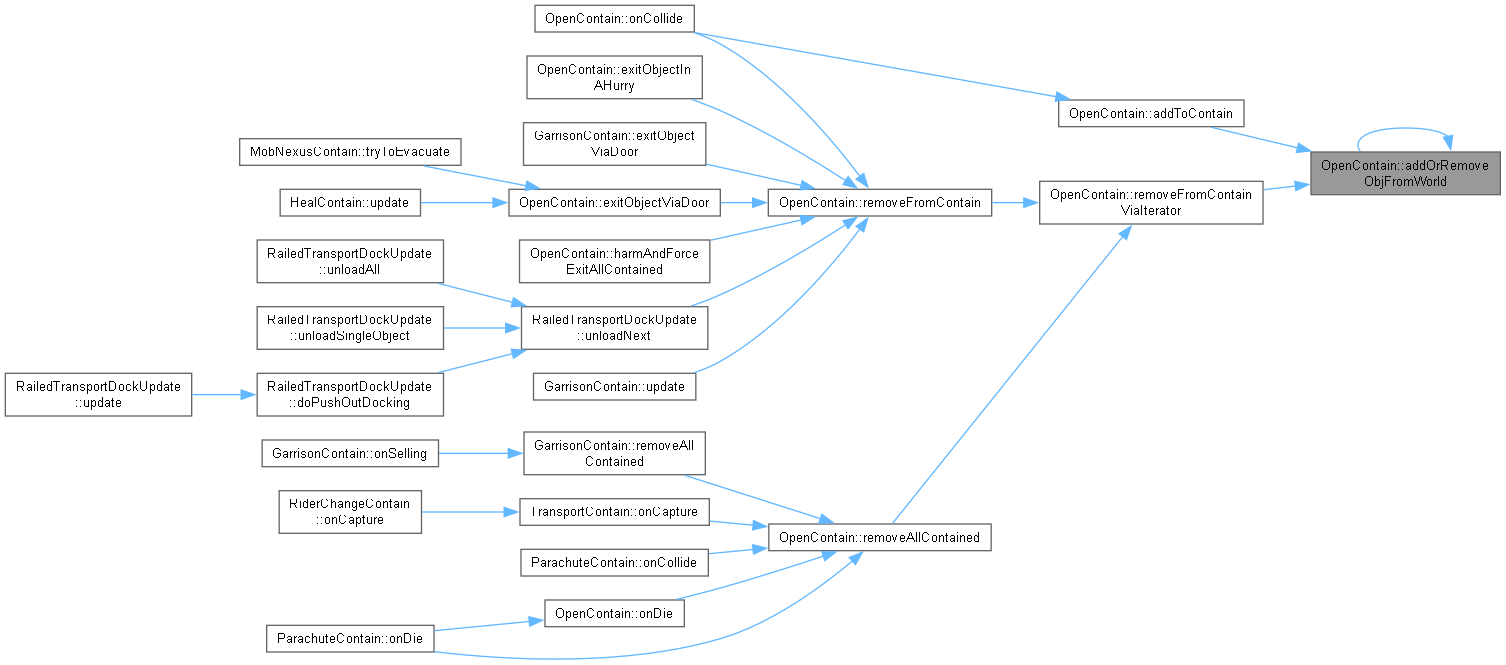 OpenContain::onCollide
OpenContain::exitObjectIn
AHurry
OpenContain::addToContain
GarrisonContain::exitObject
ViaDoor
MobNexusContain::tryToEvacuate
OpenContain::addOrRemove
ObjFromWorld
HealContain::update
OpenContain::exitObjectViaDoor
OpenContain::removeFromContain
OpenContain::removeFromContain
ViaIterator
RailedTransportDockUpdate
::unloadAll
OpenContain::harmAndForce
ExitAllContained
RailedTransportDockUpdate
::unloadSingleObject
RailedTransportDockUpdate
::unloadNext
RailedTransportDockUpdate
::update
RailedTransportDockUpdate
::doPushOutDocking
GarrisonContain::update
GarrisonContain::onSelling
GarrisonContain::removeAll
Contained
RiderChangeContain
::onCapture
TransportContain::onCapture
OpenContain::removeAllContained
ParachuteContain::onCollide
OpenContain::onDie
ParachuteContain::onDie